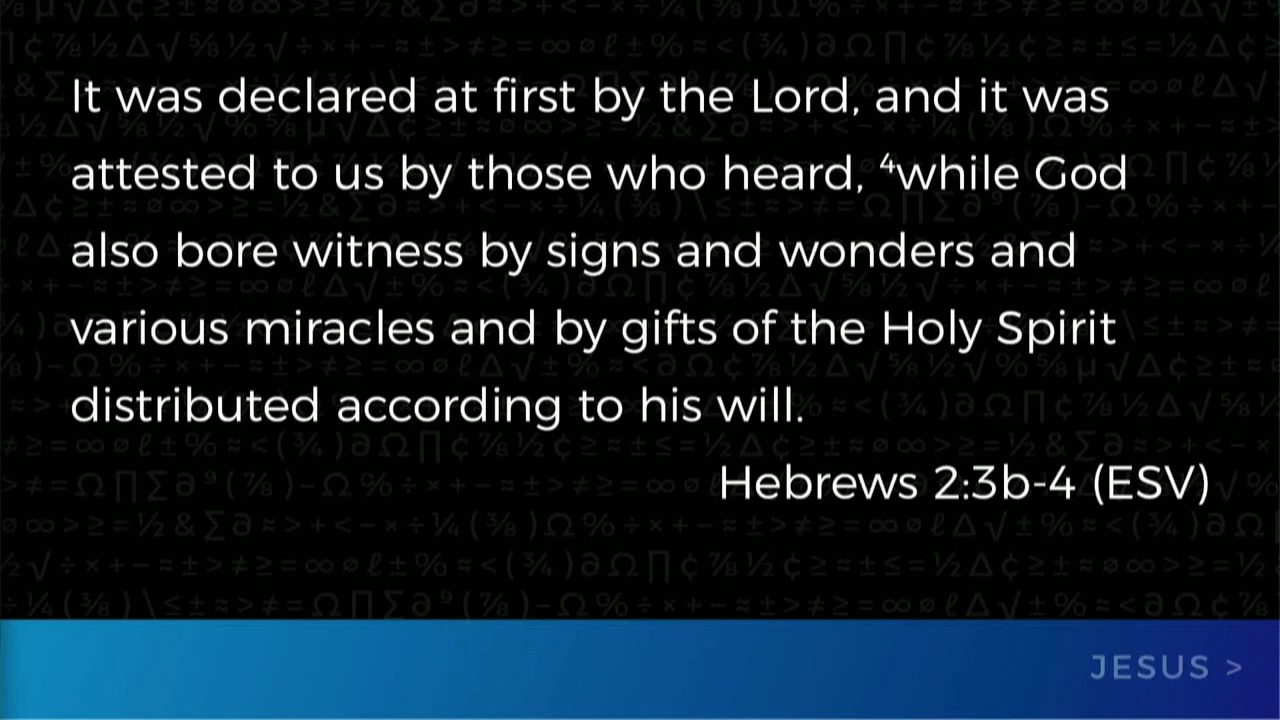 It was declared at first by the Lord, and it was
attested to us by those who heard, ⁴while God
also bore witness by signs and wonders and
various miracles and by gifts of the Holy Spirit
distributed according to his will.
Hebrews 2:3b-4 (ESV)
JESUS >